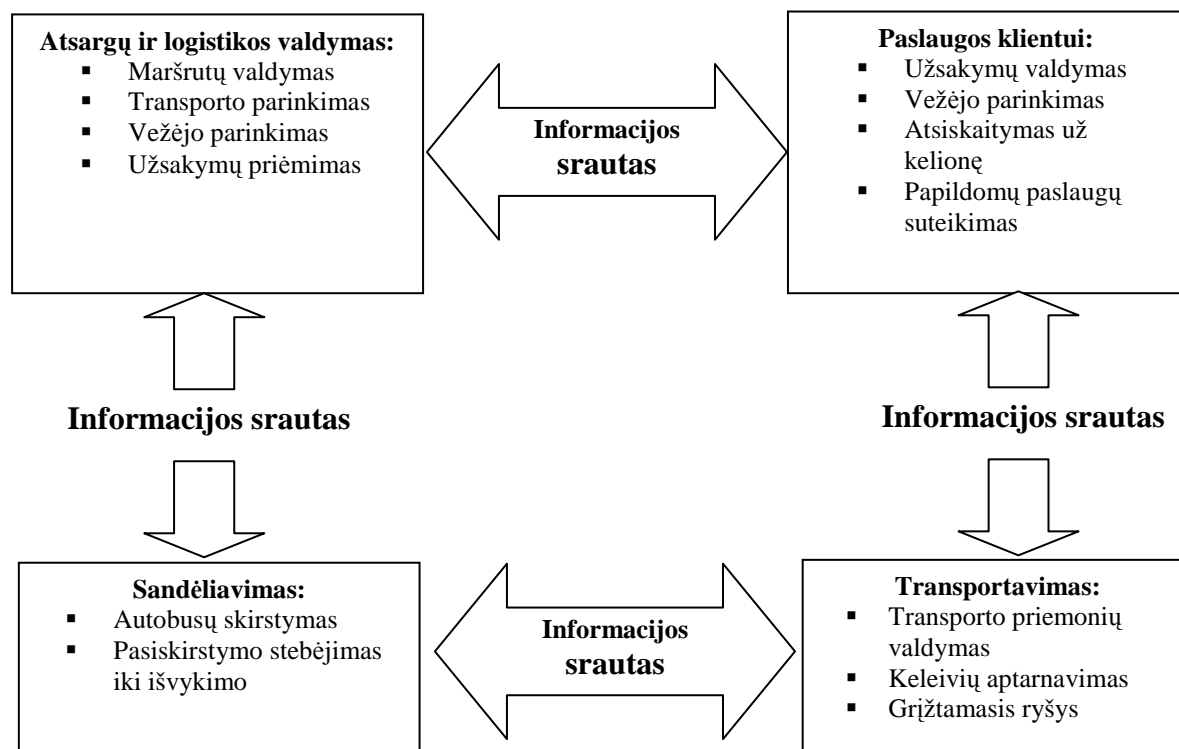 Atsargų ir logistikos valdymas:
▪ Maršrutų valdymas
▪ Transporto parinkimas
▪ Vežėjo parinkimas
▪ Užsakymų priėmimas
Informacijos
srautas
Paslaugos klientui:
▪ Užsakymų valdymas
▪ Vežėjo parinkimas
▪ Atsiskaitymas už
kelionę
▪ Papildomų paslaugų
suteikimas
Informacijos srautas
Informacijos srautas
Sandėliavimas:
▪ Autobusų skirstymas
▪ Pasiskirstymo stebėjimas
iki išvykimo
Informacijos
srautas
Transportavimas:
▪ Transporto priemonių
valdymas
▪ Keleivių aptarnavimas
▪ Grįžtamasis ryšys